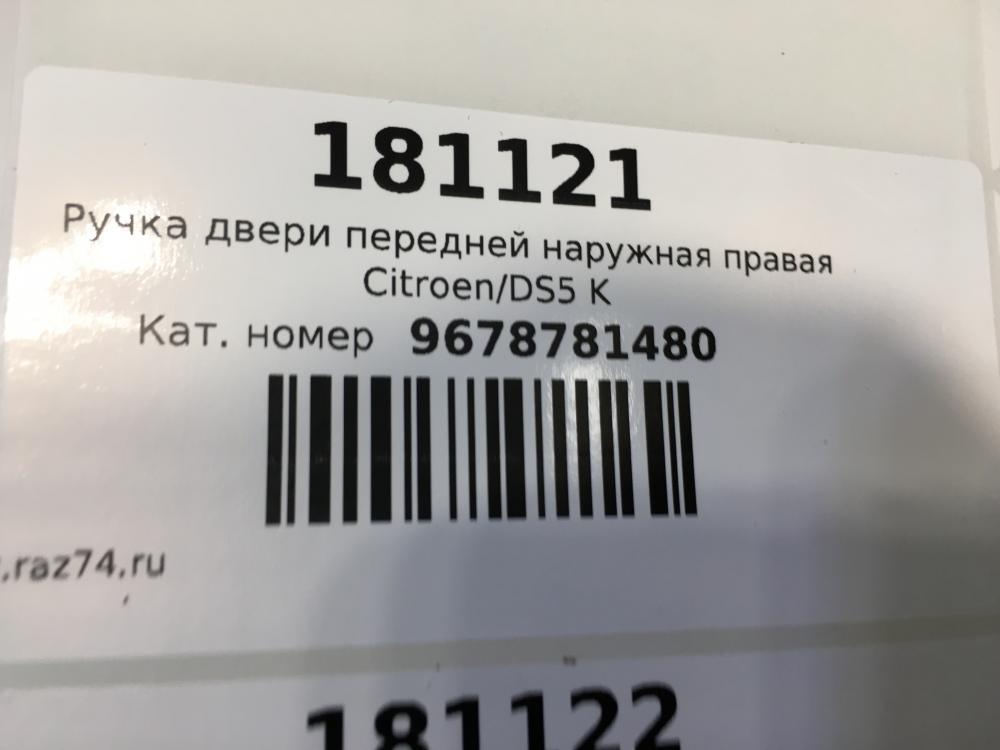 181121
Ручка двери передней наружная правая
Citroen/DS5 К
Кат. номер 9678781480
.raz74.ru
181122